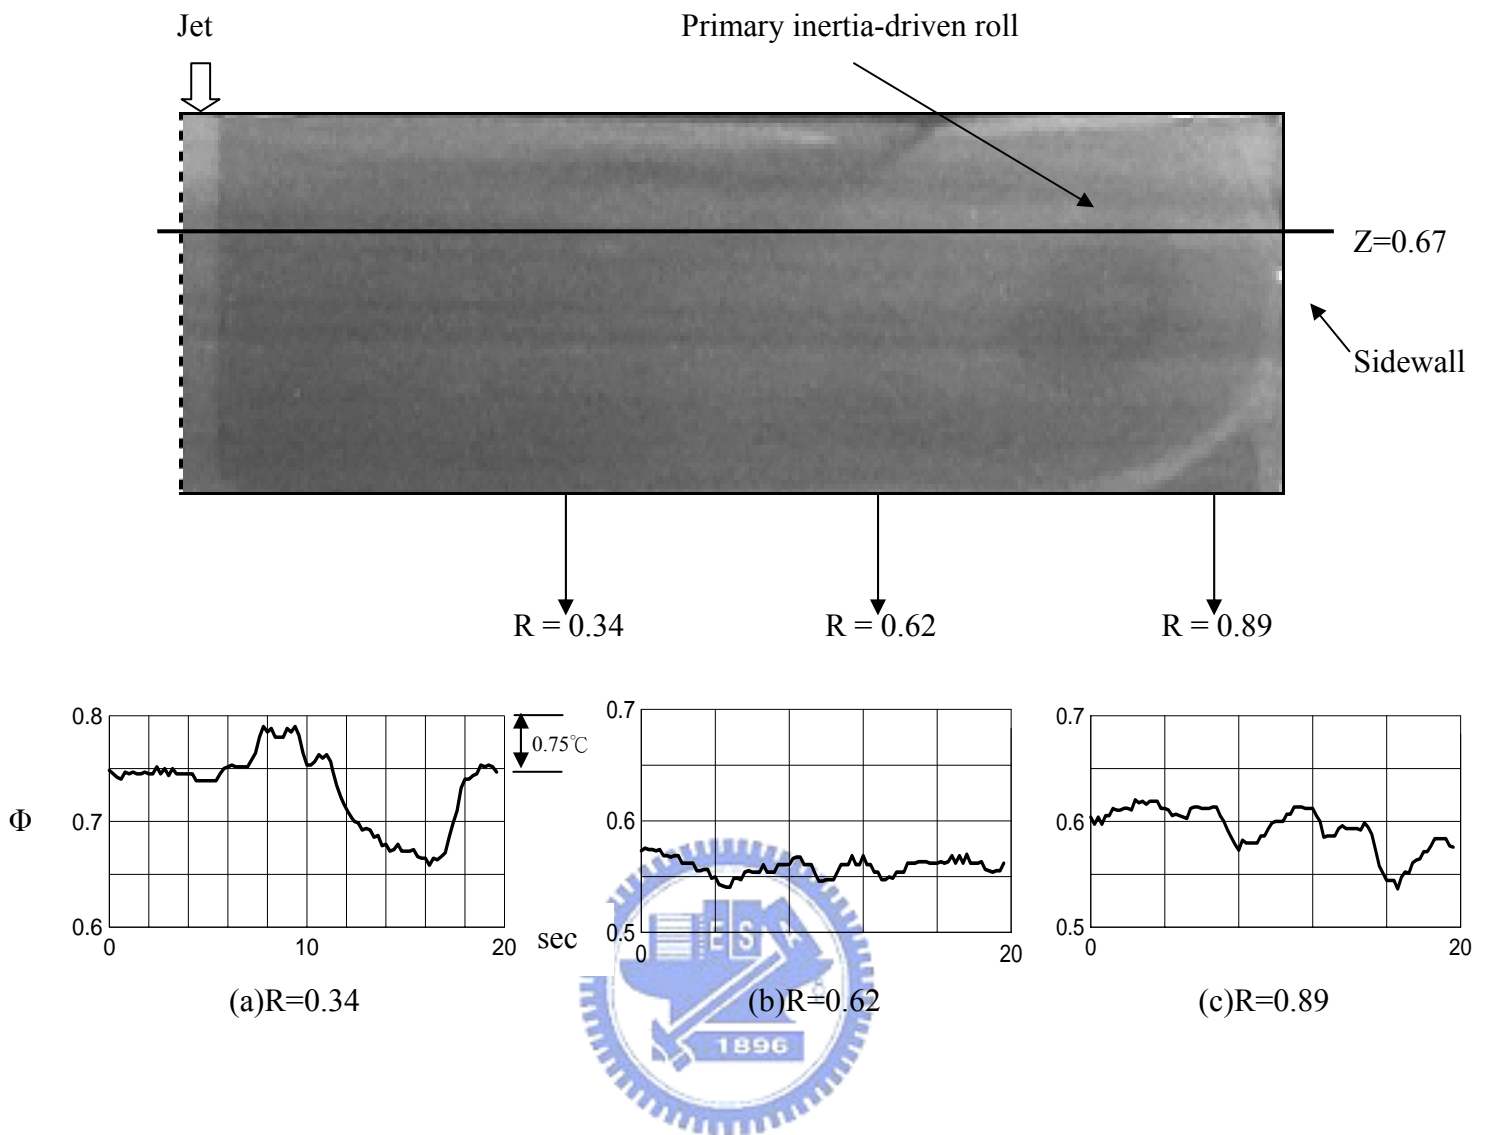 Jet
Primary inertia-driven roll
Z=0.67
Sidewall
R = 0.34
R = 0.62
R = 0.89
Φ
0.8
0.7
0.6
0
10
20
sec
0.75℃
(a)R=0.34
0.7
0.6
0.5
0
20
(b)R=0.62
0.7
0.6
0.5
0
20
(c)R=0.89
E S
1896